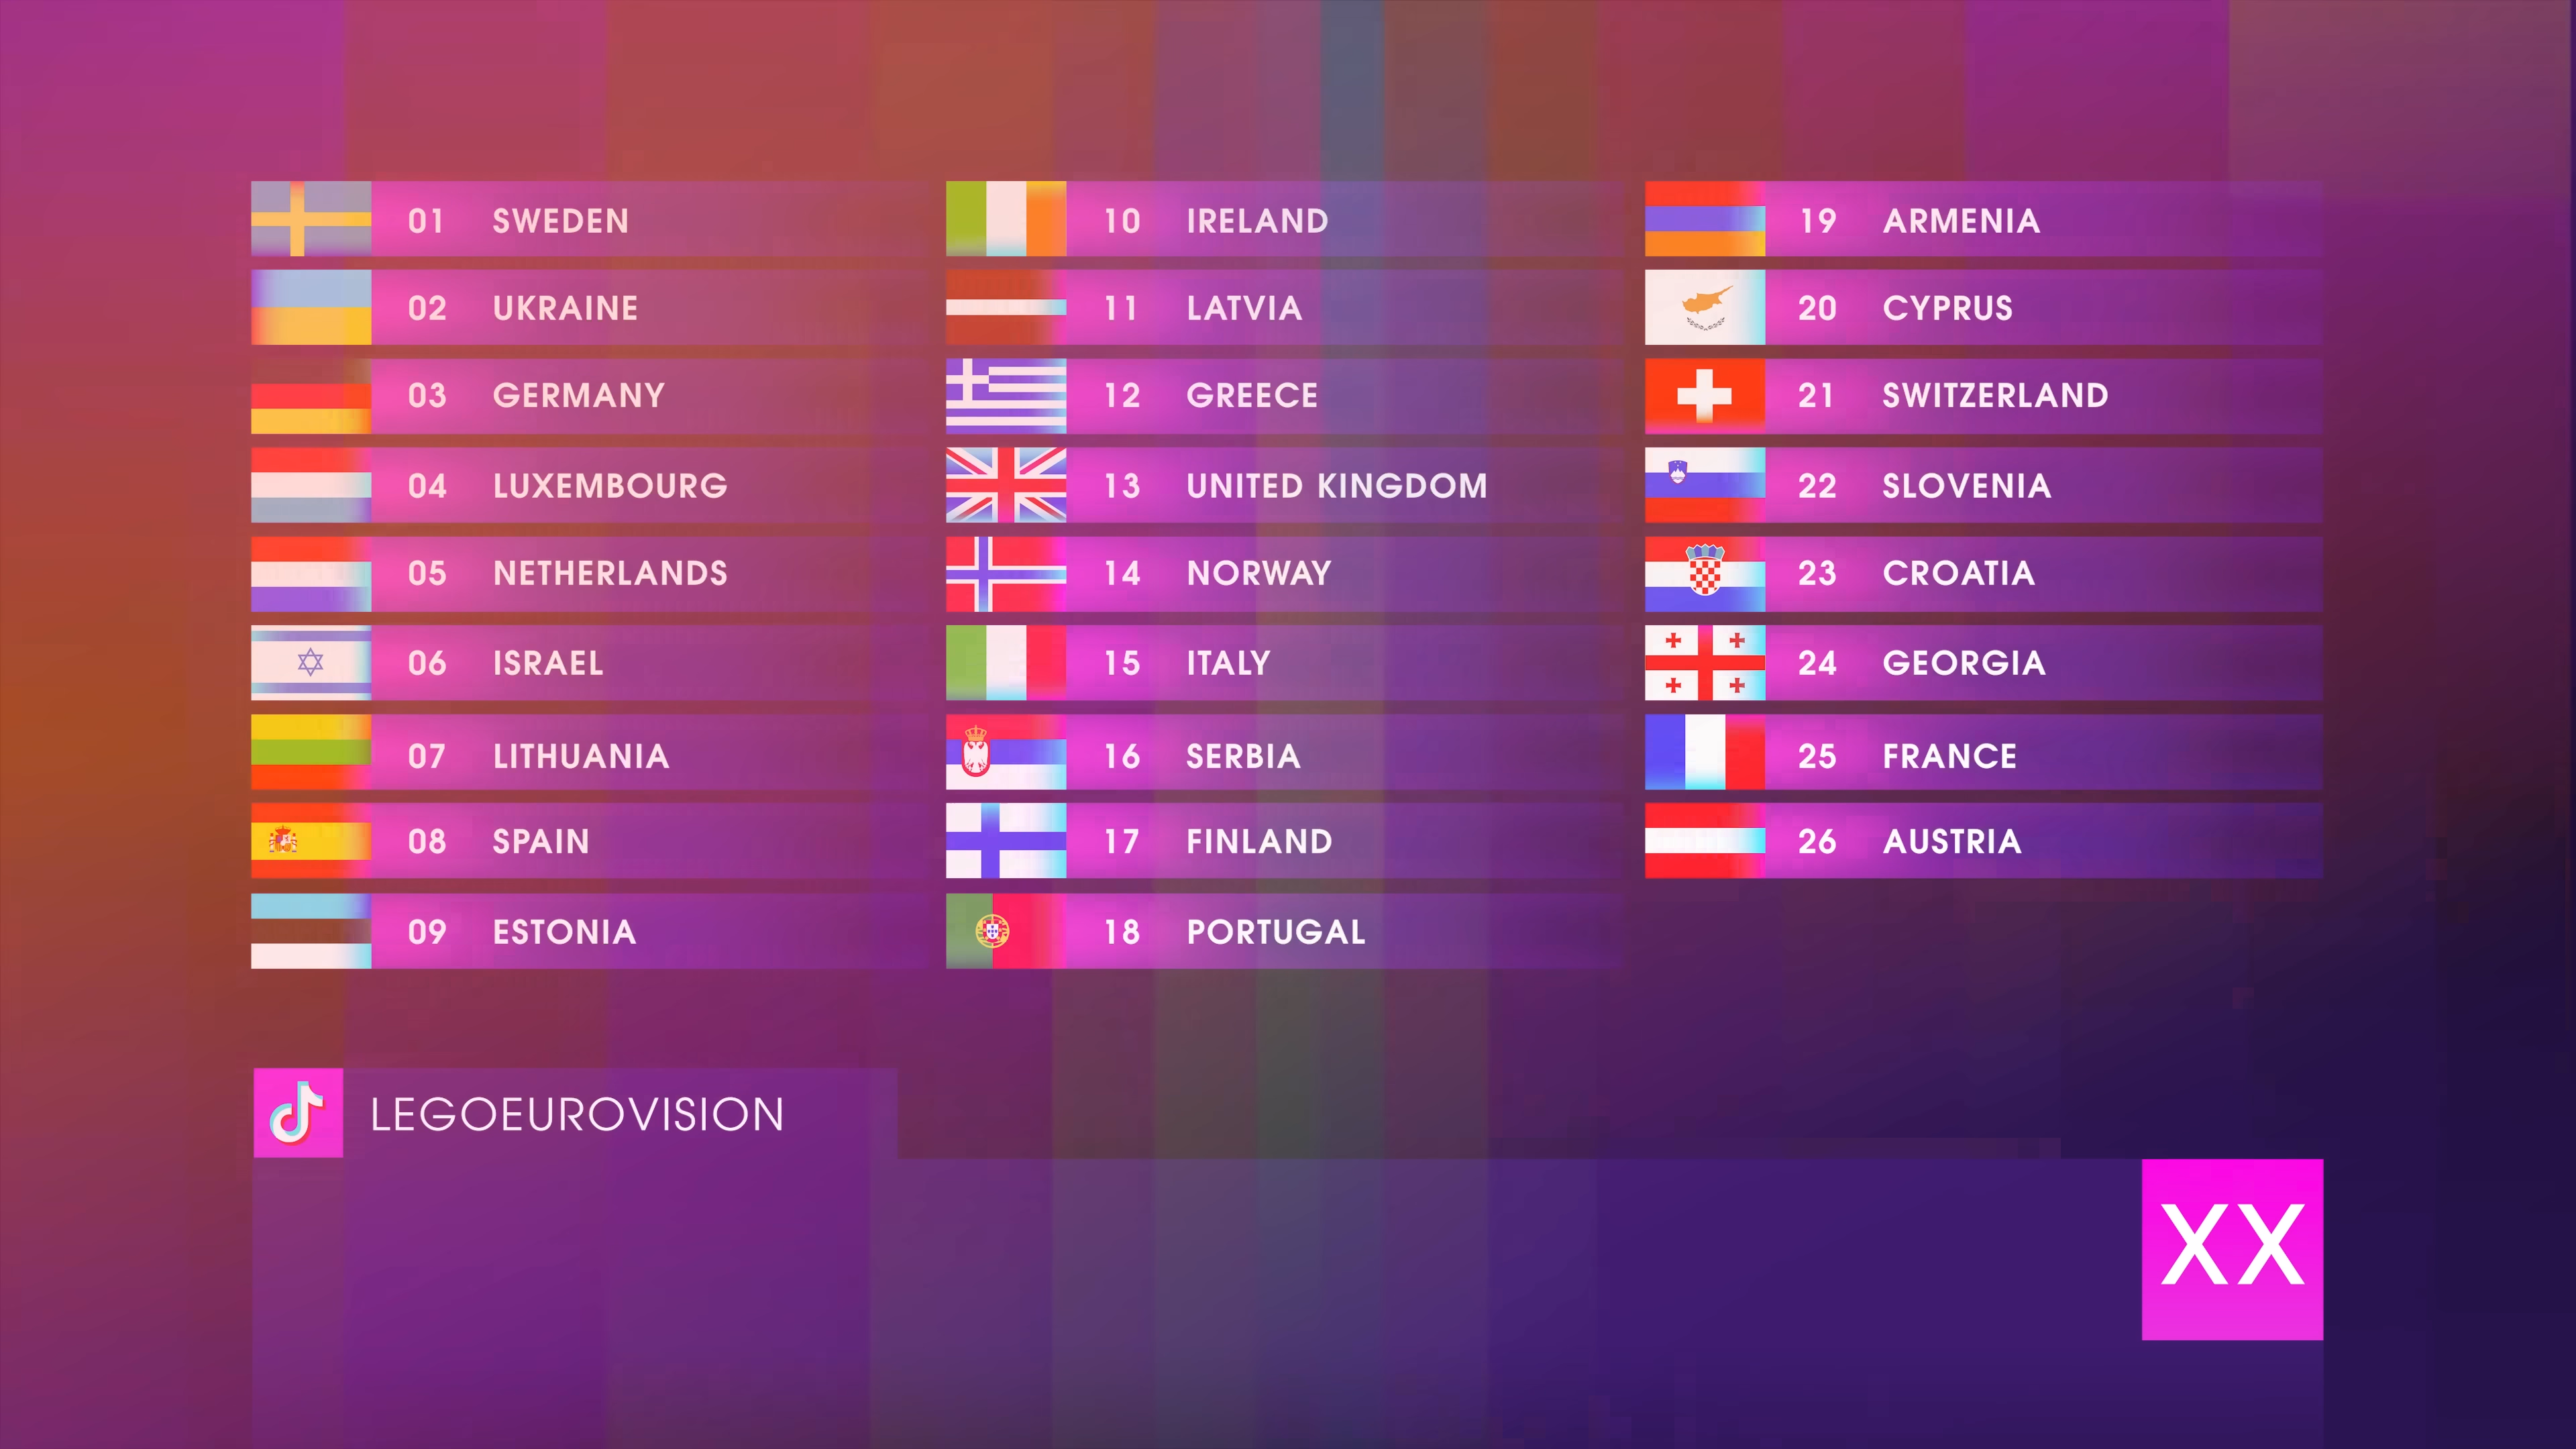 01 SWEDEN
02 UKRAINE
03 GERMANY
04 LUXEMBOURG
05 NETHERLANDS
06 ISRAEL
07 LITHUANIA
08 SPAIN
09 ESTONIA
10 IRELAND
11 LATVIA
12 GREECE
13 UNITED KINGDOM
14 NORWAY
15 ITALY
16 SERBIA
17 FINLAND
18 PORTUGAL
19 ARMENIA
20 CYPRUS
21 SWITZERLAND
22 SLOVENIA
23 CROATIA
24 GEORGIA
25 FRANCE
26 AUSTRIA
LEGOEUROVISION
XX